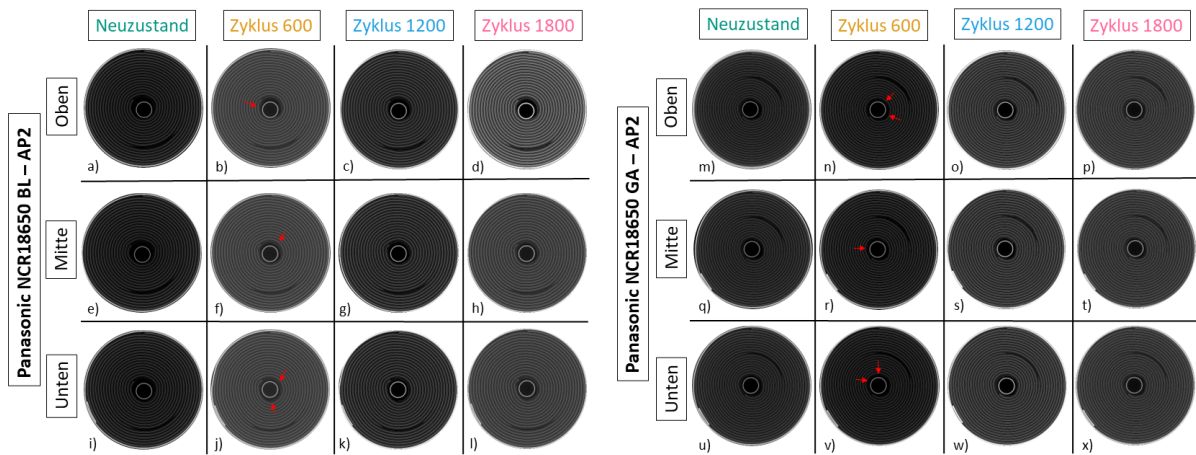 Neuzustand Zyklus 600 Zyklus 1200 Zyklus 1800
Panasonic NCR18650 BL – AP2
Oben
a) b) c) d)
Mitte
e) f) g) h)
Unten
i) j) k) l)
Neuzustand Zyklus 600 Zyklus 1200 Zyklus 1800
Panasonic NCR18650 GA – AP2
Oben
m) n) o) p)
Mitte
q) r) s) t)
Unten
u) v) w) x)